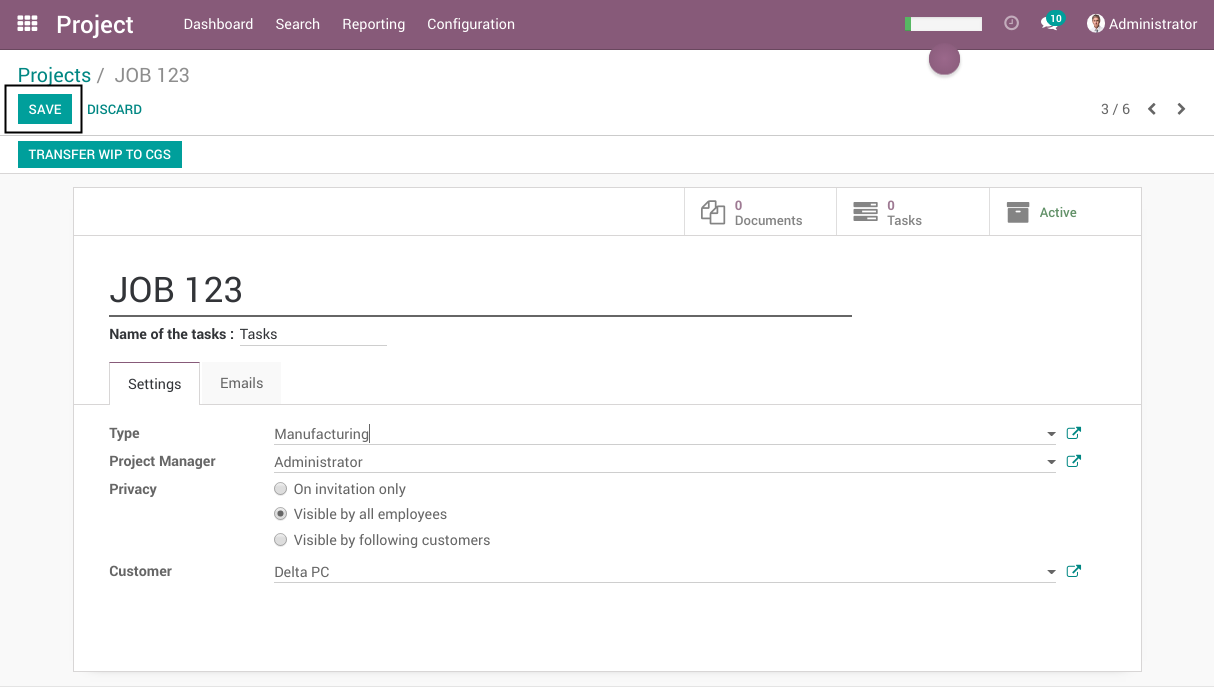 Project Dashboard Search Reporting Configuration 10 Administrator
Projects / JOB 123
SAVE DISCARD 3 / 6
TRANSFER WIP TO CGS
0 Documents
0 Tasks
Active
JOB 123
Name of the tasks : Tasks
Settings Emails
Type Manufacturing
Project Manager Administrator
Privacy On invitation only
Visible by all employees
Visible by following customers
Customer Delta PC